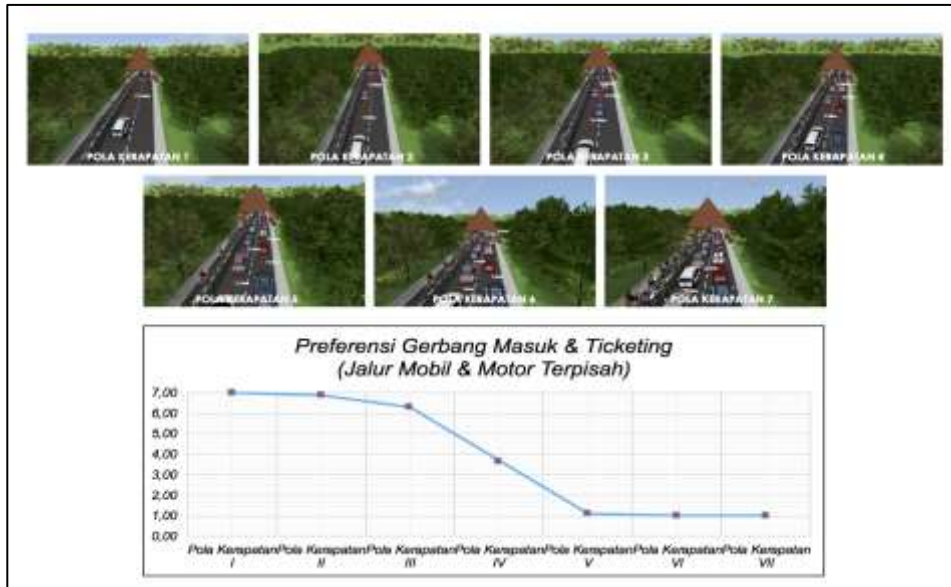 POLA KERAPATAN 1
POLA KERAPATAN 2
POLA KERAPATAN 3
POLA KERAPATAN 4
POLA KERAPATAN 5
POLA KERAPATAN 6
POLA KERAPATAN 7
Preferensi Gerbang Masuk & Ticketing
(Jalur Mobil & Motor Terpisah)
7,00
6,00
5,00
4,00
3,00
2,00
1,00
0,00
Pola Kerapatan Pola Kerapatan Pola Kerapatan Pola Kerapatan Pola Kerapatan Pola Kerapatan Pola Kerapatan
I II III IV V VI VII